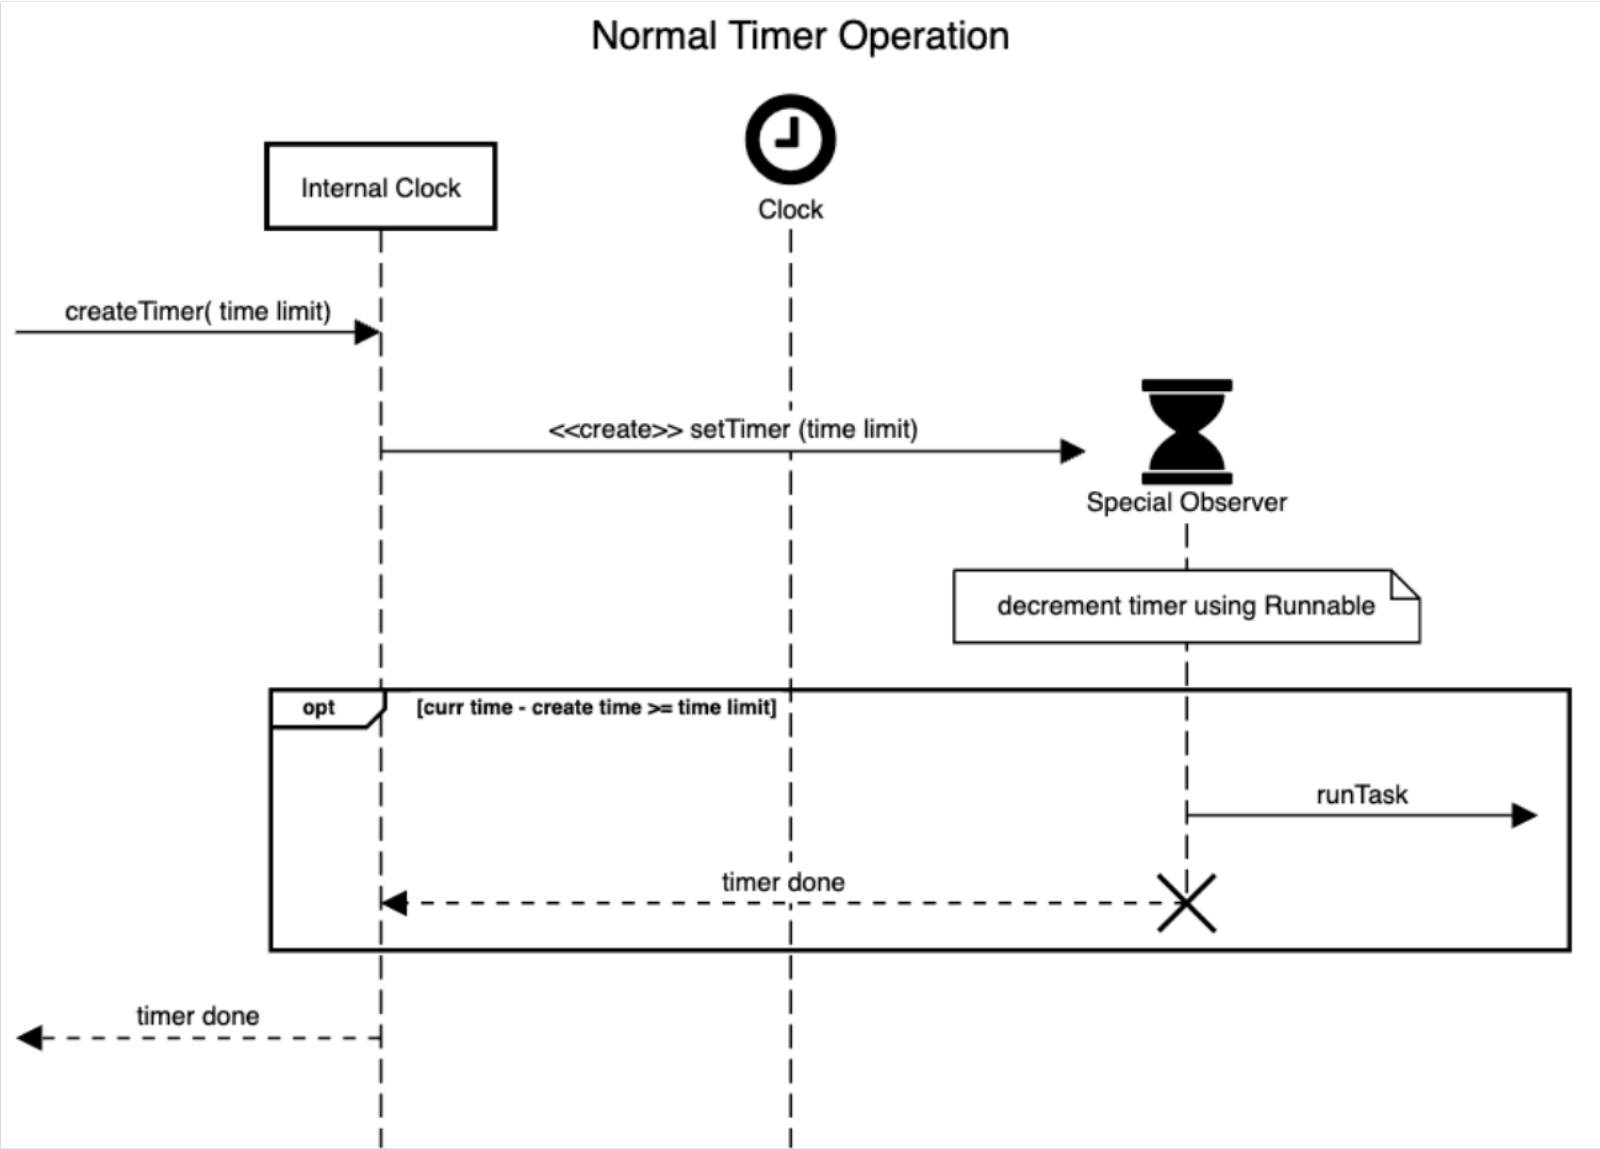 Normal Timer Operation
Internal Clock
Clock
createTimer( time limit)
<<create>> setTimer (time limit)
Special Observer
decrement timer using Runnable
opt
[curr time - create time >= time limit]
runTask
timer done
timer done